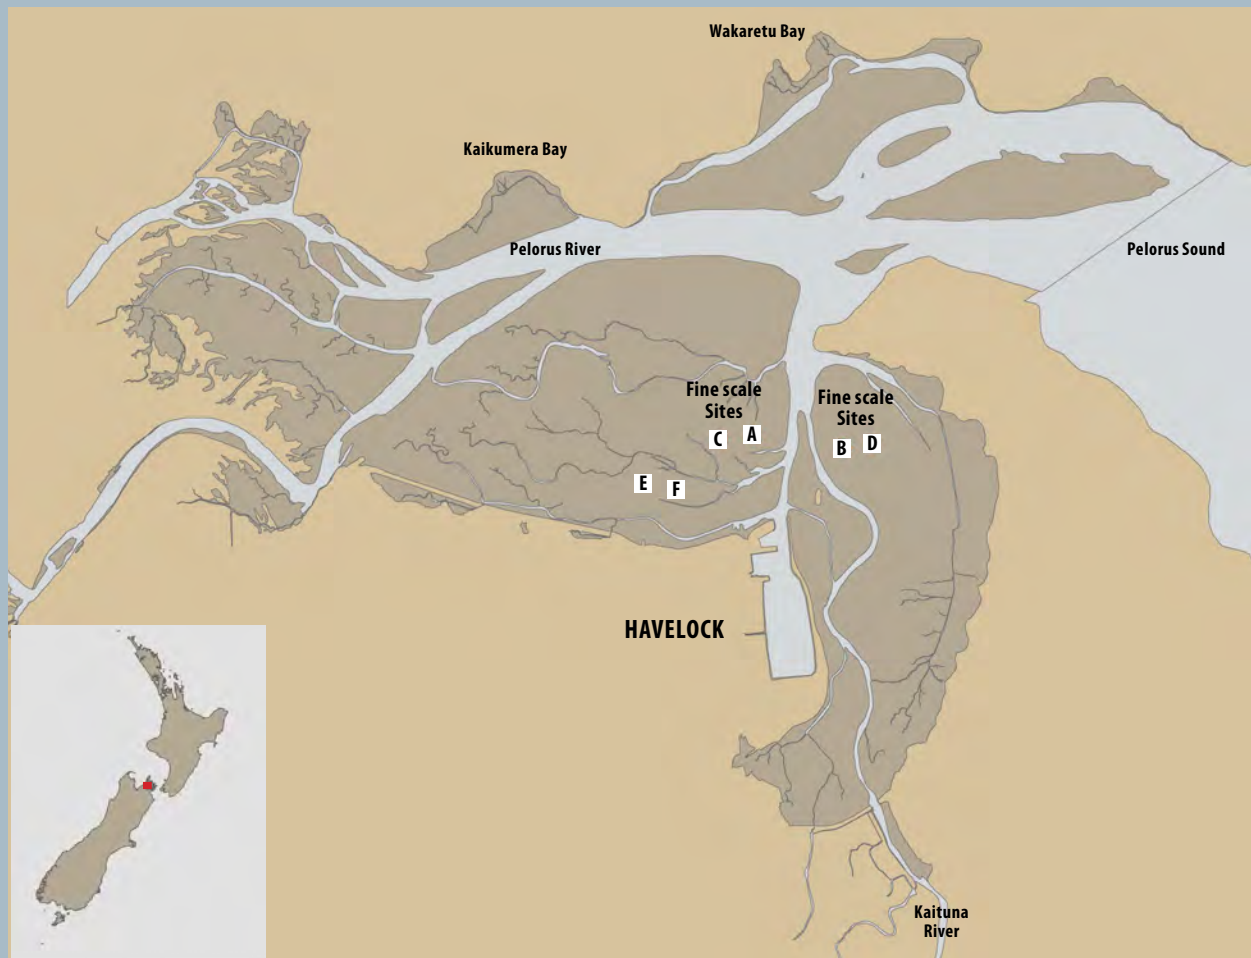 Wakaretu Bay
Kaikumera Bay
Pelorus River
Pelorus Sound
Fine scale
Sites
C
A
Fine scale
Sites
B
D
E
F
HAVELOCK
Kaituna
River